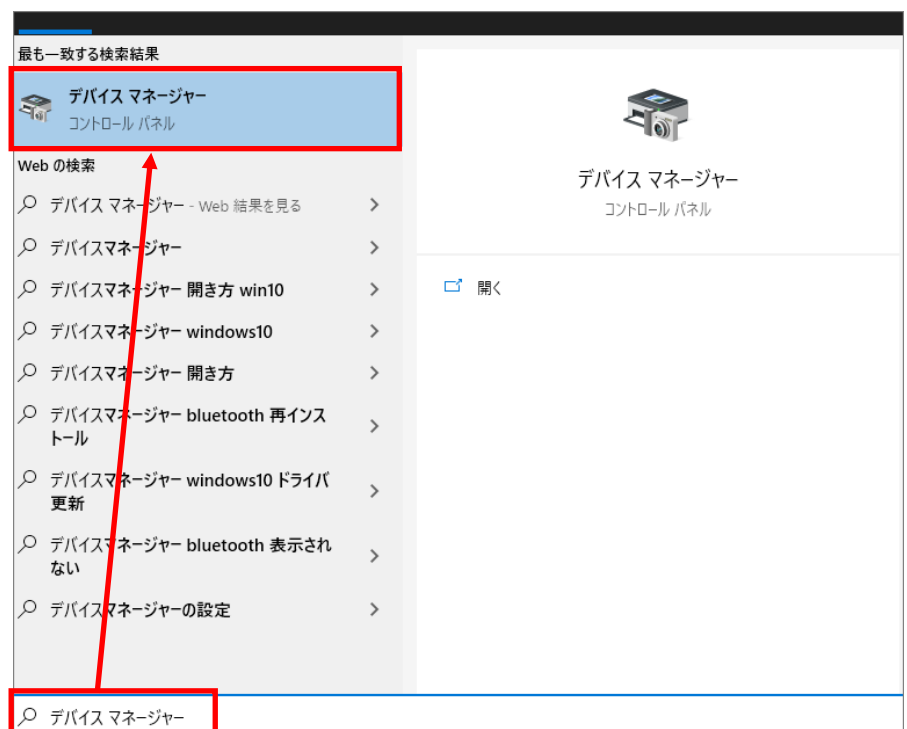 最も一致する検索結果
デバイス マネージャー
コントロール パネル
Web の検索
デバイス マネージャー - Web 結果を見る
デバイスマネージャー
デバイスマネージャー 開き方 win10
デバイスマネージャー windows10
デバイスマネージャー 開き方
デバイスマネージャー bluetooth 再インス
トール
デバイスマネージャー windows10 ドライバ
更新
デバイスマネージャー bluetooth 表示され
ない
デバイスマネージャーの設定
デバイス マネージャー
コントロール パネル
開く
デバイス マネージャー